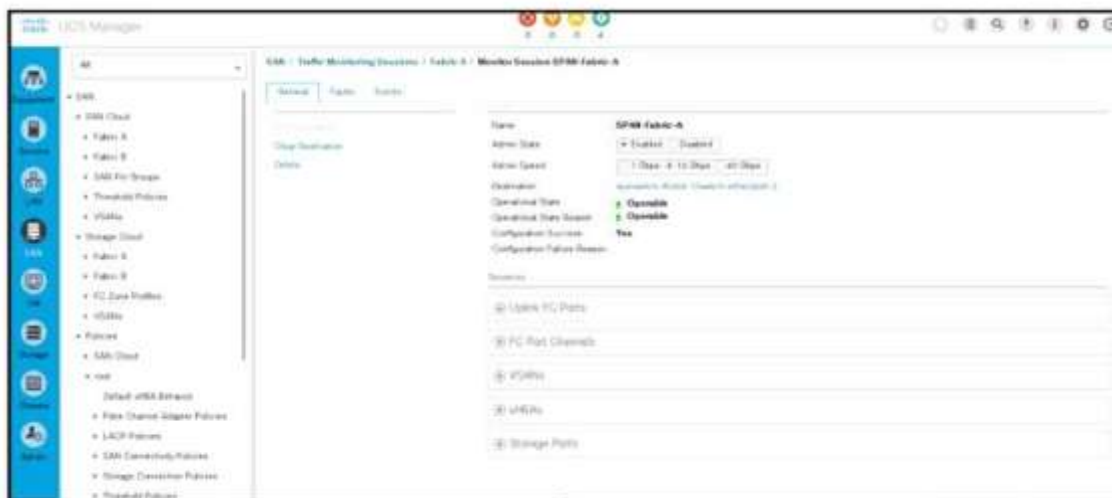 UCS Manager
All
SAN / Traffic Monitoring Sessions / Fabric A / Monitor Session SPAN-Fabric-A
General Faults Events
SAN
SAN Cloud
Fabric A
Fabric B
SAN Pin Groups
Threshold Policies
VSANs
Storage Cloud
Fabric A
Fabric B
FC Zone Profiles
VSANs
Policies
SAN Cloud
root
Default vHBA Behavior
Fibre Channel Adapter Policies
LACP Policies
SAN Connectivity Policies
Storage Connection Policies
Threshold Policies
Clear Destination
Delete
Name SPAN-Fabric-A
Admin State Enabled Disabled
Admin Speed 1 Gbps 10 Gbps 40 Gbps
Destination
Operational State Operable
Operational State Reason Operable
Configuration Success Yes
Configuration Failure Reason
Sources
Uplink FC Ports
FC Port Channels
VSANs
vHBAs
Storage Ports